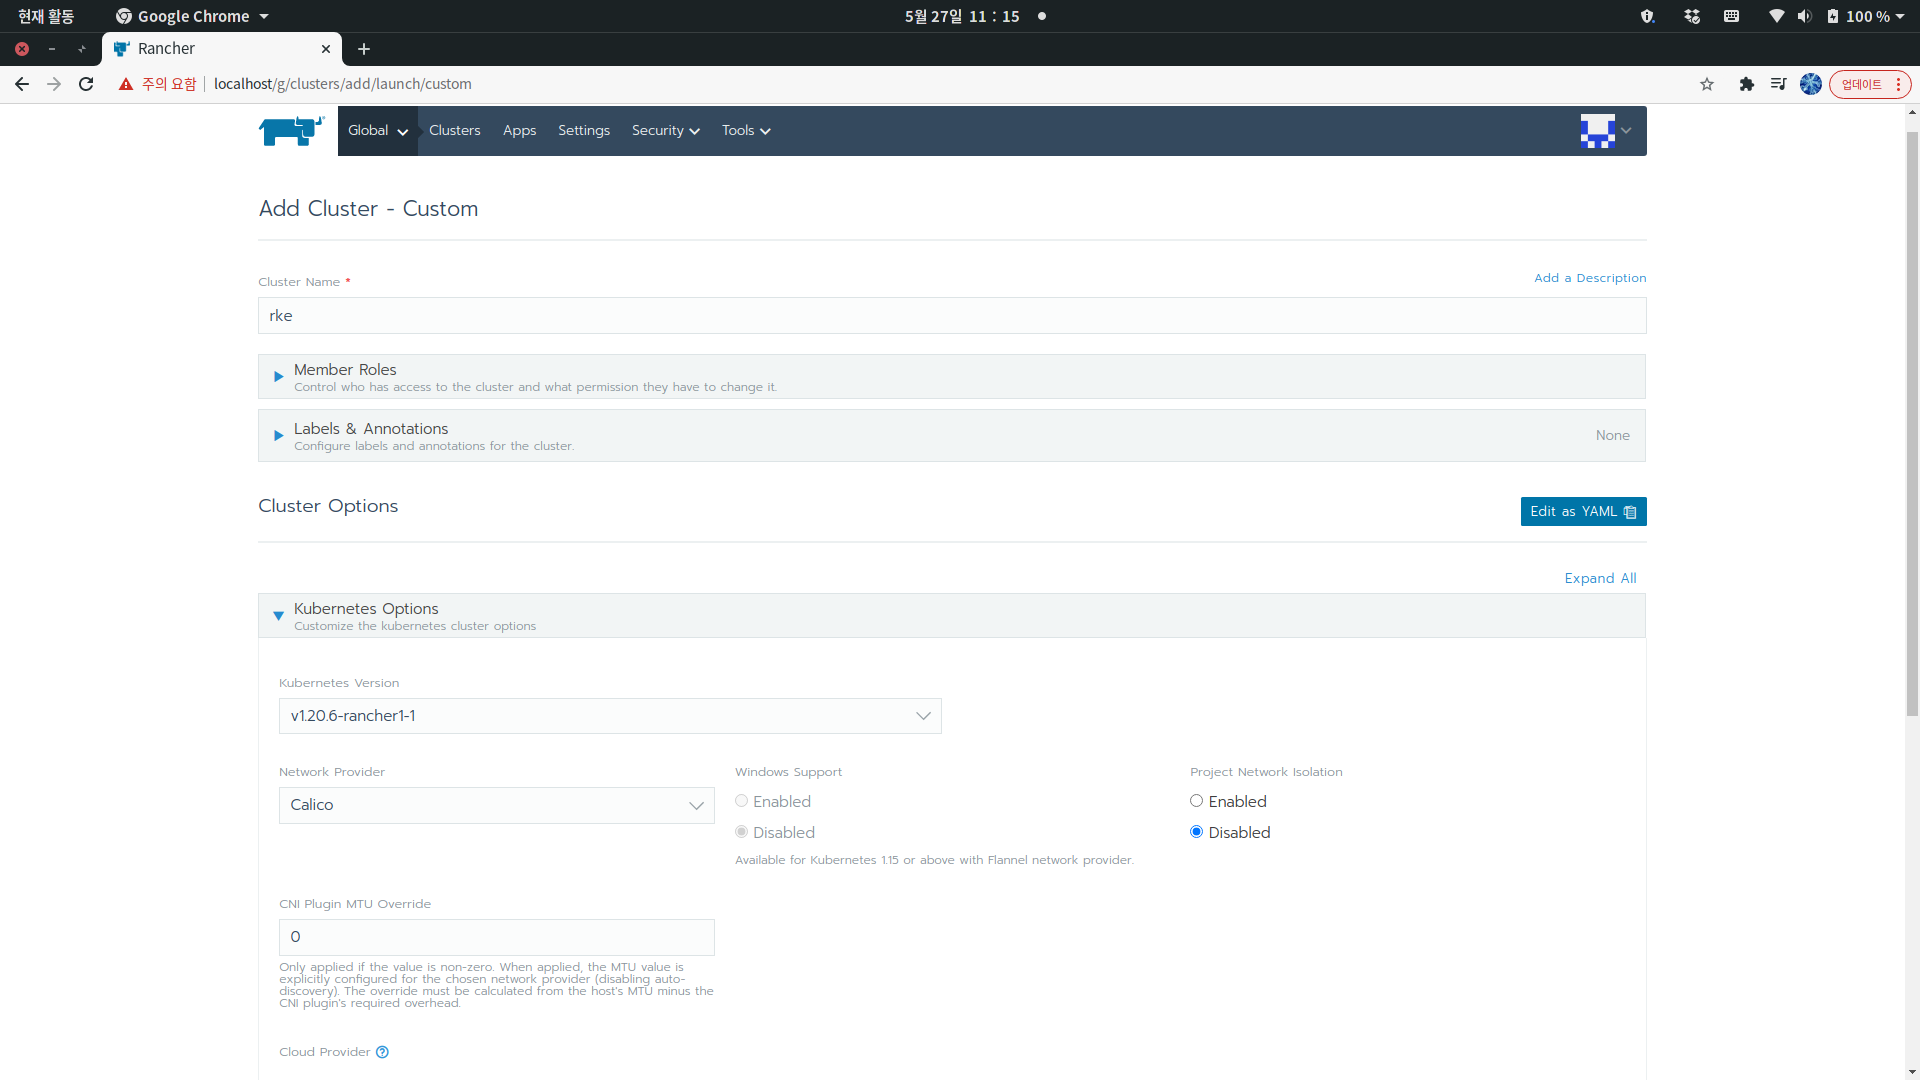 현재 활동 Google Chrome 5월 27일 11 : 15 100 %
Rancher
주의 요함 localhost/g/clusters/add/launch/custom 업데이트
Global Clusters Apps Settings Security Tools
Add Cluster - Custom
Cluster Name * Add a Description
rke
Member Roles
Control who has access to the cluster and what permission they have to change it.
Labels & Annotations
Configure labels and annotations for the cluster.
None
Cluster Options
Edit as YAML
Expand All
Kubernetes Options
Customize the kubernetes cluster options
Kubernetes Version
v1.20.6-rancher1-1
Network Provider
Calico
Windows Support
Enabled
Disabled
Available for Kubernetes 1.15 or above with Flannel network provider.
Project Network Isolation
Enabled
Disabled
CNI Plugin MTU Override
0
Only applied if the value is non-zero. When applied, the MTU value is
explicitly configured for the chosen network provider (disabling auto-
discovery). The override must be calculated from the host's MTU minus the
CNI plugin's required overhead.
Cloud Provider